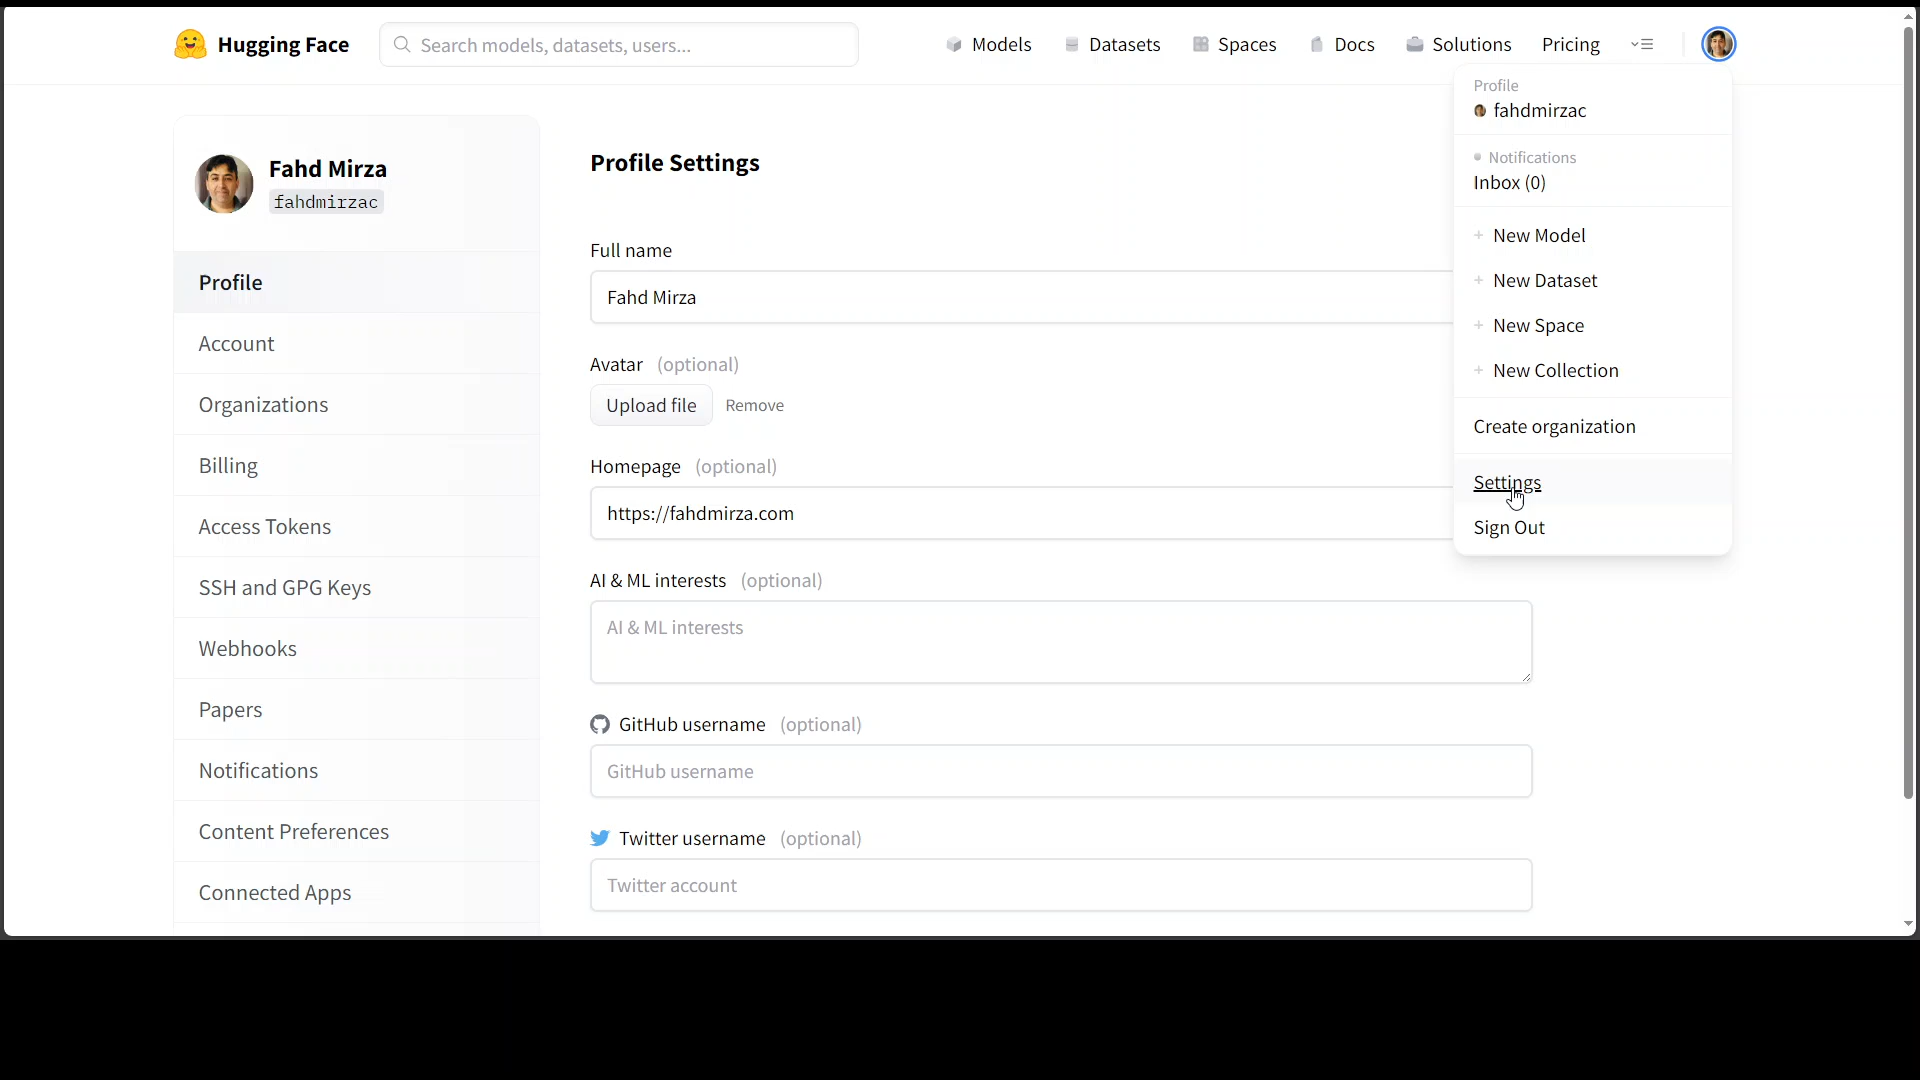 Hugging Face
Search models, datasets, users...
Models
Datasets
Spaces
Docs
Solutions
Pricing
Profile
fahdmirzac
Notifications
Inbox (0)
+ New Model
+ New Dataset
+ New Space
+ New Collection
Create organization
Settings
Sign Out
Fahd Mirza
fahdmirzac
Profile
Account
Organizations
Billing
Access Tokens
SSH and GPG Keys
Webhooks
Papers
Notifications
Content Preferences
Connected Apps
Profile Settings
Full name
Fahd Mirza
Avatar (optional)
Upload file Remove
Homepage (optional)
https://fahdmirza.com
AI & ML interests (optional)
AI & ML interests
GitHub username (optional)
GitHub username
Twitter username (optional)
Twitter account